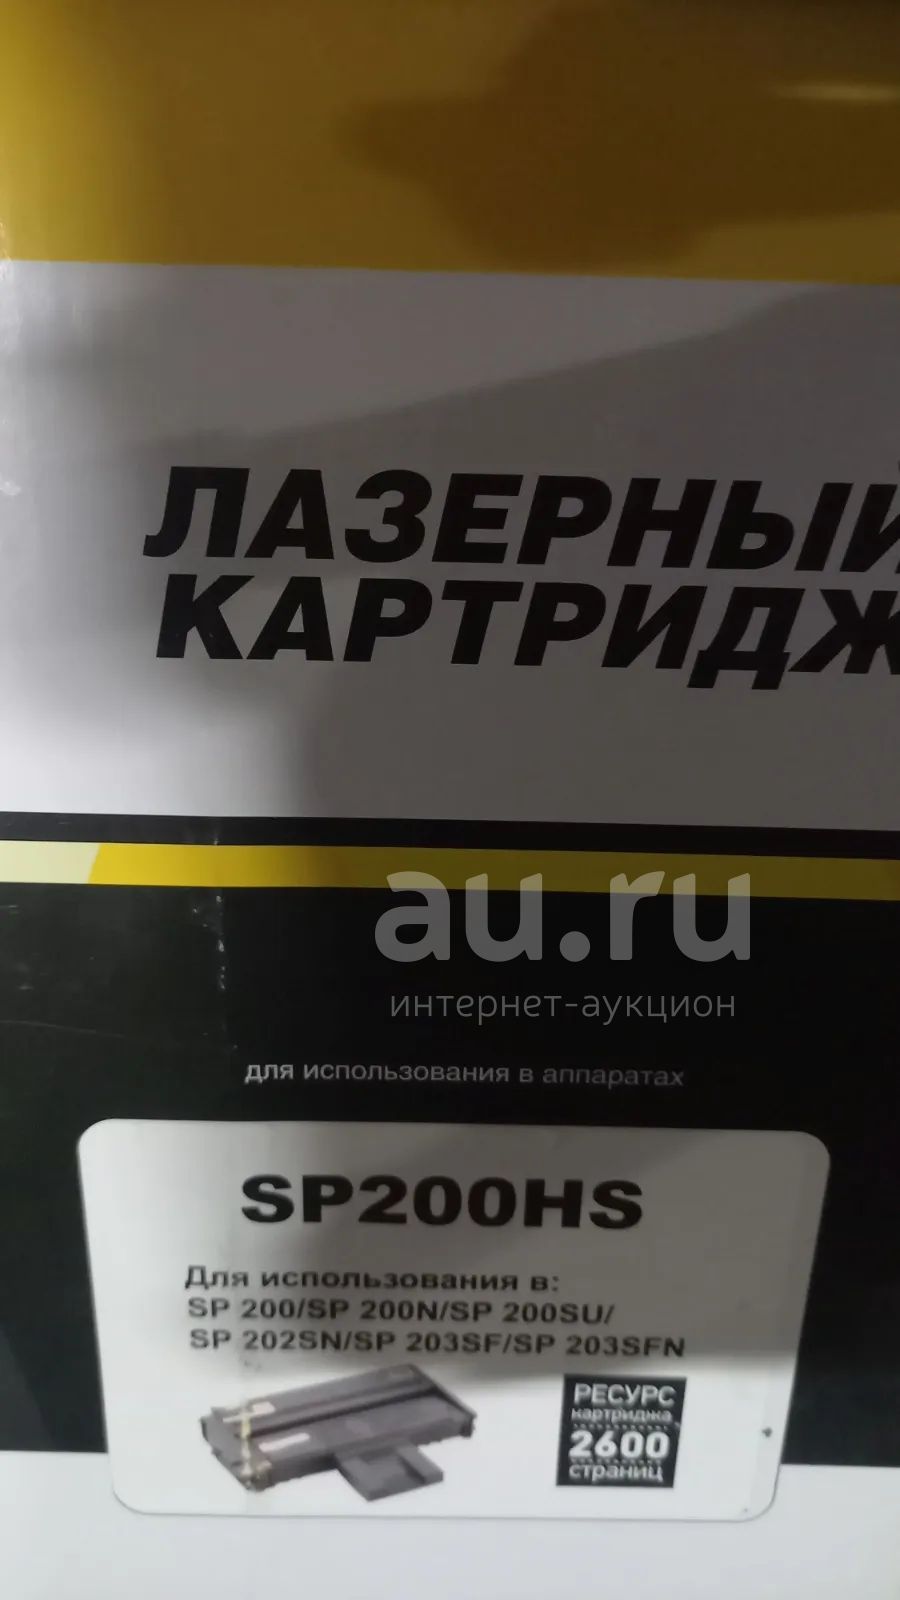 ЛАЗЕРНЫЙ
КАРТРИДЖ
au.ru
интернет-аукцион
для использования в аппаратах
SP200HS
Для использования в:
SP 200/SP 200N/SP 200SU/
SP 202SN/SP 203SF/SP 203SFN
РЕСУРС
картриджа
2600
страниц